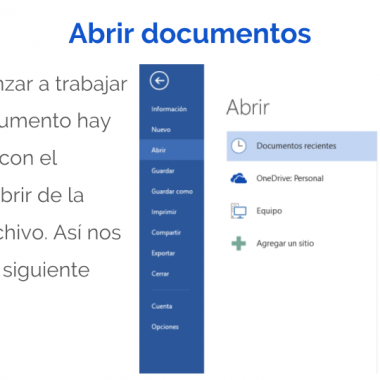 Abrir documentos
nzar a trabajar
umento hay
con el
brir de la
chivo. Así nos
siguiente
Información
Nuevo
Abrir
Guardar
Guardar como
Imprimir
Compartir
Exportar
Cerrar
Cuenta
Opciones
Abrir
Documentos recientes
OneDrive: Personal
Equipo
Agregar un sitio